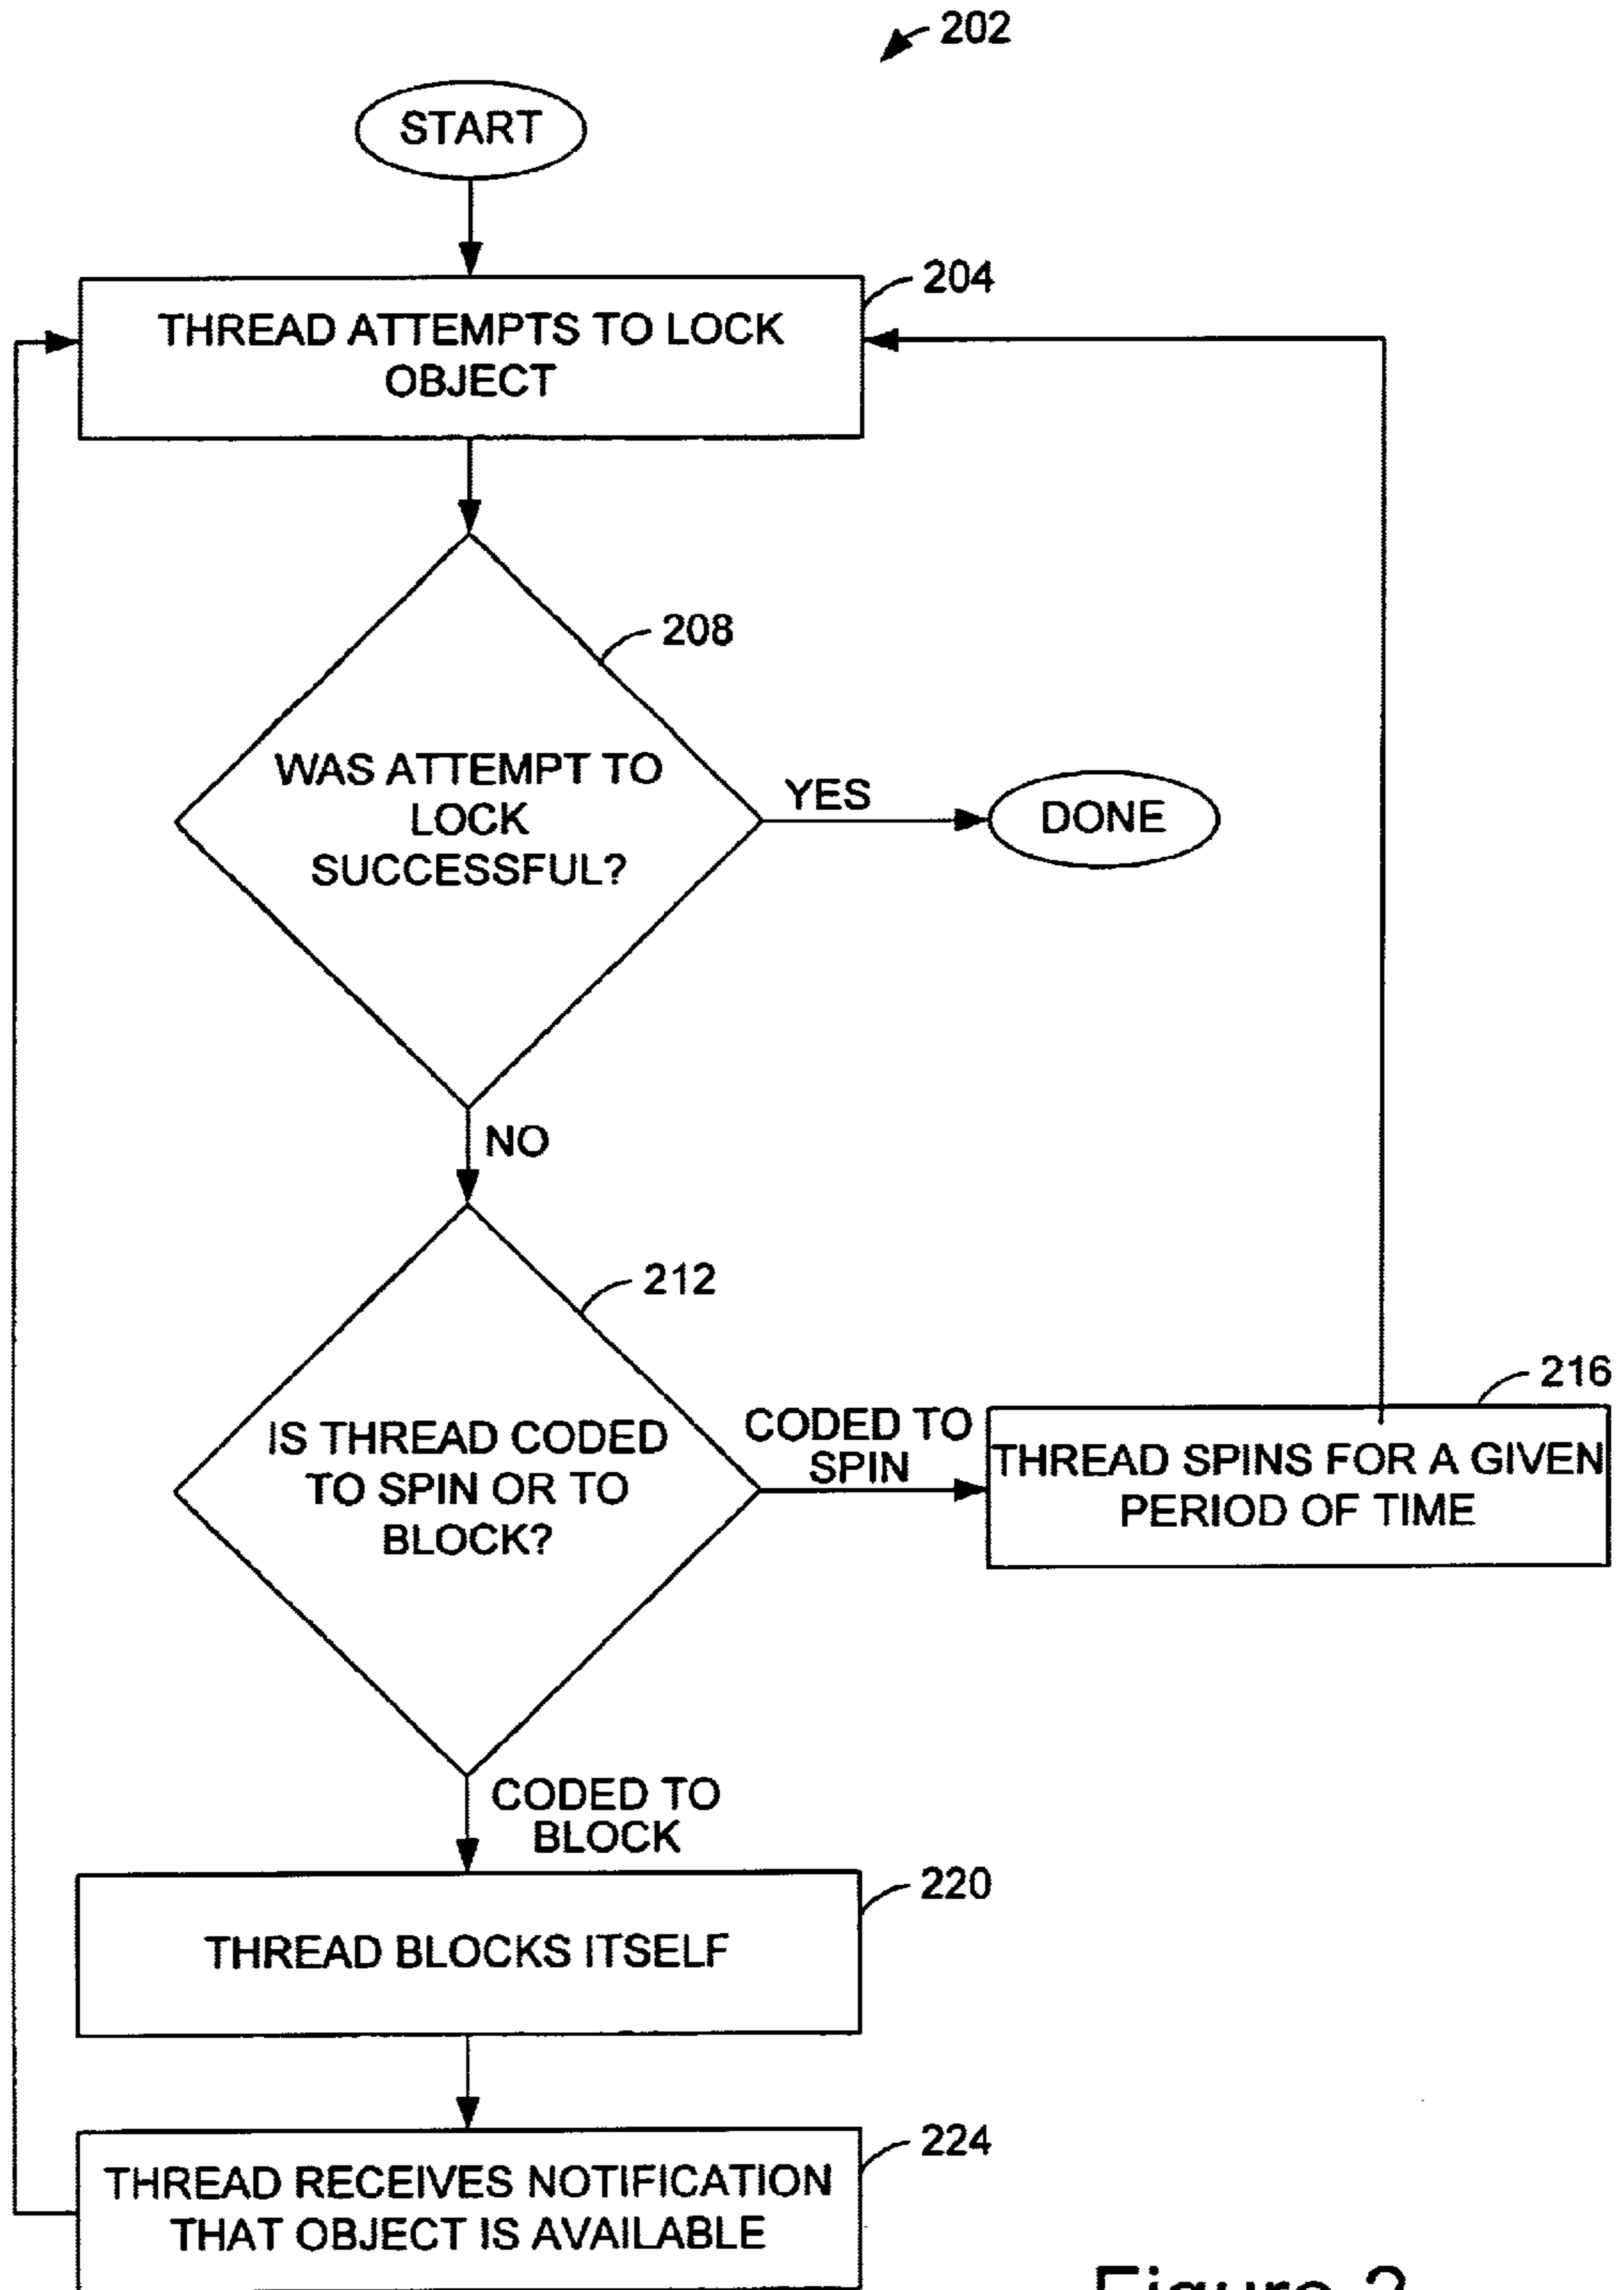 202
START
204
THREAD ATTEMPTS TO LOCK
OBJECT
208
WAS ATTEMPT TO
LOCK
SUCCESSFUL?
YES
DONE
NO
212
IS THREAD CODED
TO SPIN OR TO
BLOCK?
CODED TO
SPIN
216
THREAD SPINS FOR A GIVEN
PERIOD OF TIME
CODED TO
BLOCK
220
THREAD BLOCKS ITSELF
224
THREAD RECEIVES NOTIFICATION
THAT OBJECT IS AVAILABLE
Figure